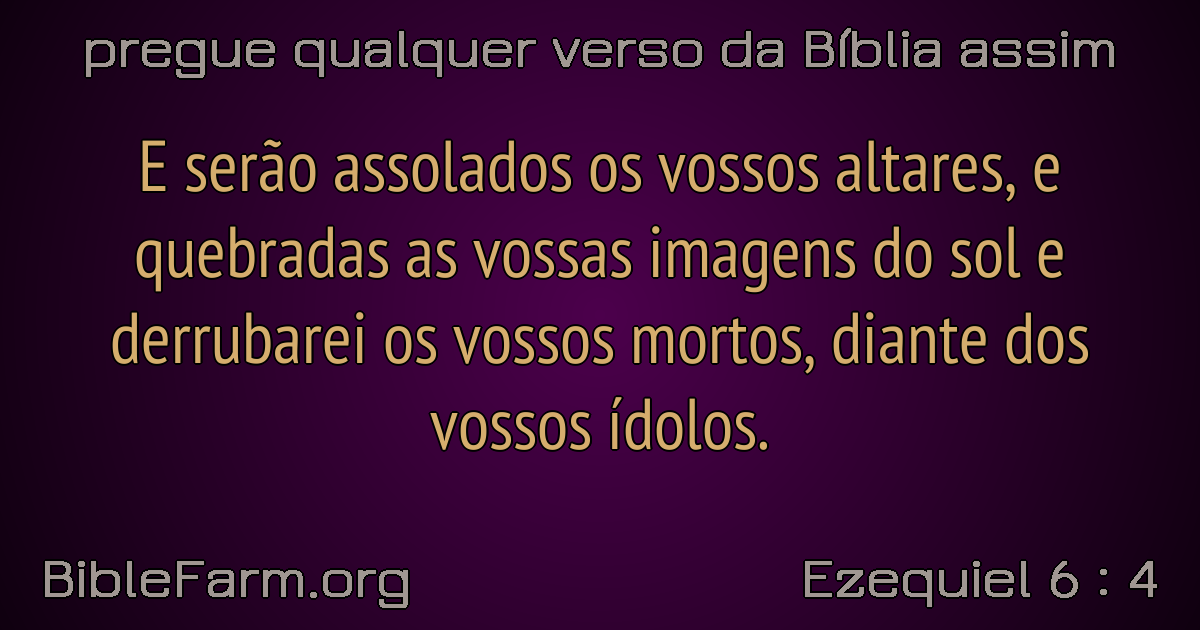 pregue qualquer verso da Bíblia assim
E serão assolados os vossos altares, e
quebradas as vossas imagens do sol e
derrubarei os vossos mortos, diante dos
vossos ídolos.
BibleFarm.org
Ezequiel 6 : 4